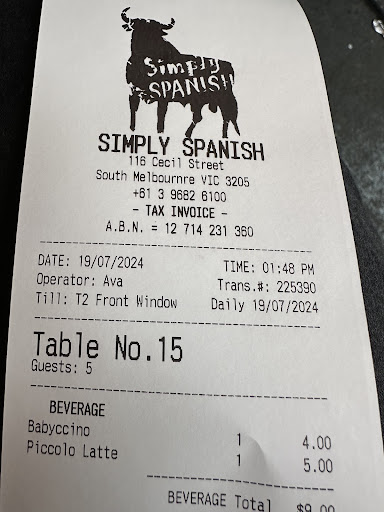 Simply
SPANISH
SIMPLY SPANISH
116 Cecil Street
South Melbournre VIC 3205
+61 3 9682 6100
- TAX INVOICE -
A.B.N. = 12 714 231 360
DATE: 19/07/2024 TIME: 01:48 PM
Operator: Ava Trans.#: 225390
Till: T2 Front Window Daily 19/07/2024
Table No.15
Guests: 5
BEVERAGE
Babyccino 1 4.00
Piccolo Latte 1 5.00
BEVERAGE Total $9.00